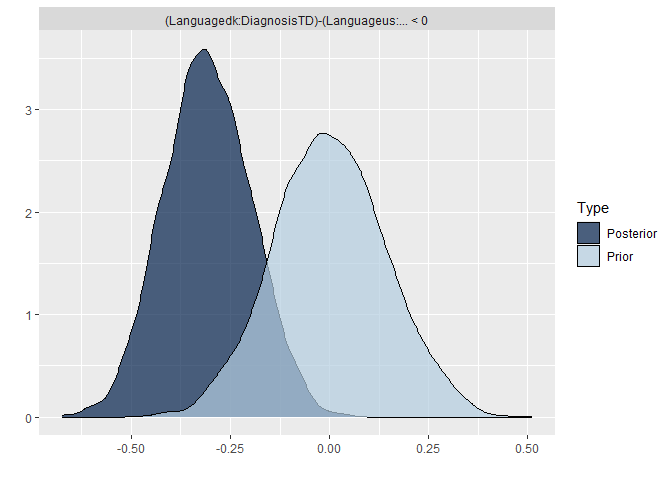 (Languagedk:DiagnosisTD)-(Languageus:... < 0
3
2
1
0
-0.50
-0.25
0.00
0.25
0.50
Type
Posterior
Prior